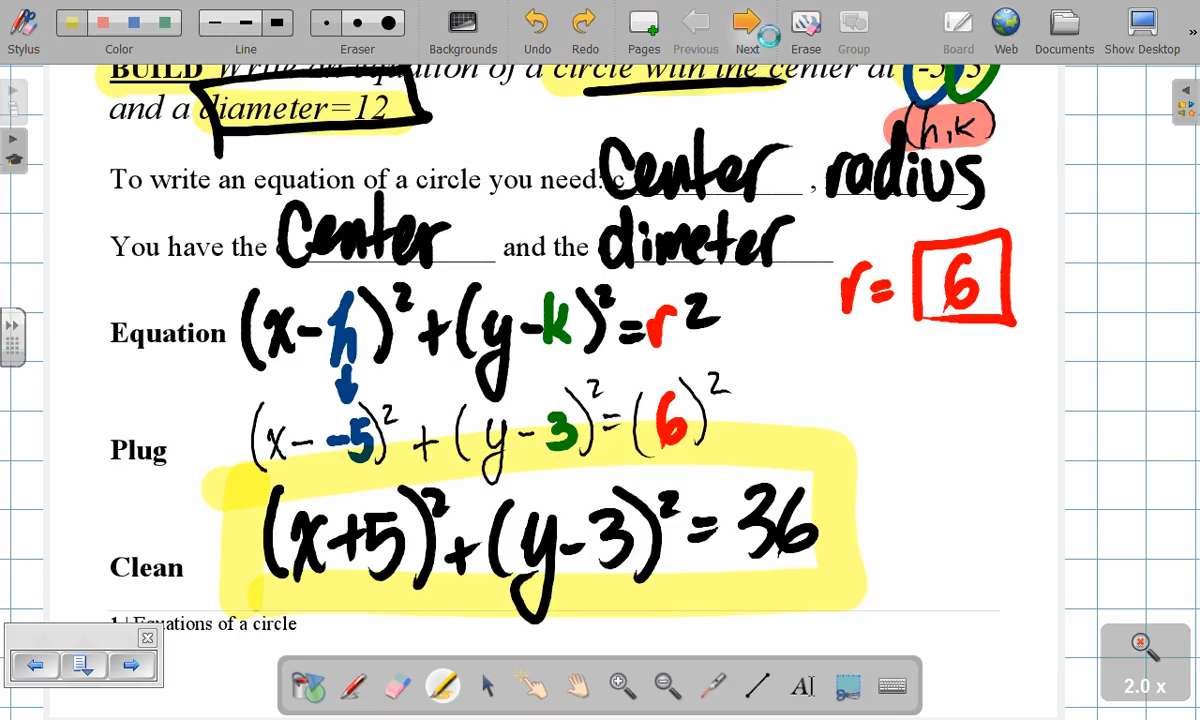 Stylus Color Line Eraser Backgrounds Undo Redo Pages Previous Next Erase Group Board Web Documents Show Desktop
BUILD Write an equation of a circle with the center at (-5, 3)
and a diameter=12
(h, k)
To write an equation of a circle you need: c center , radius
You have the center and the dimeter
r = 6
Equation (x-h)² + (y-k)² = r²
Plug (x - -5)² + (y - 3)² = (6)²
Clean (x+5)² + (y-3)² = 36
1 | Equations of a circle
2.0 x